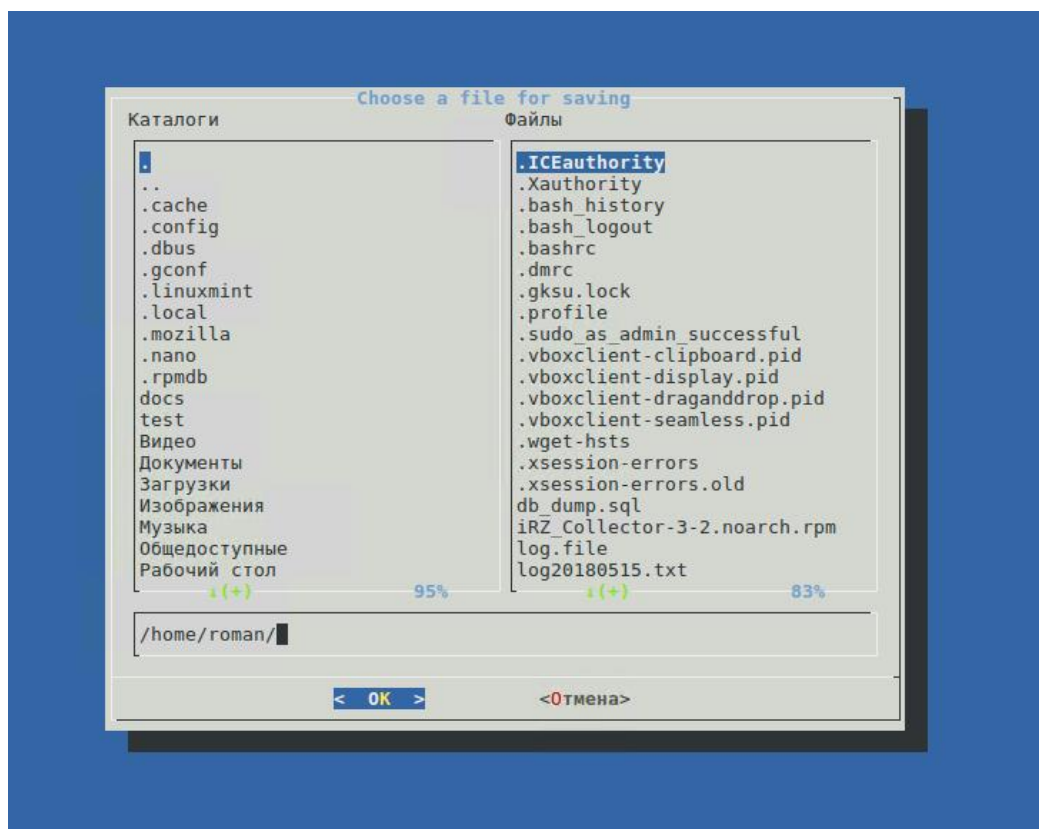 Choose a file for saving
Каталоги
.
..
.cache
.config
.dbus
.gconf
.linuxmint
.local
.mozilla
.nano
.rpmdb
docs
test
Видео
Документы
Загрузки
Изображения
Музыка
Общедоступные
Рабочий стол
↓(+) 95%
Файлы
.ICEauthority
.Xauthority
.bash_history
.bash_logout
.bashrc
.dmrc
.gksu.lock
.profile
.sudo_as_admin_successful
.vboxclient-clipboard.pid
.vboxclient-display.pid
.vboxclient-draganddrop.pid
.vboxclient-seamless.pid
.wget-hsts
.xsession-errors
.xsession-errors.old
db_dump.sql
iRZ_Collector-3-2.noarch.rpm
log.file
log20180515.txt
↓(+) 83%
/home/roman/
< OK > <Отмена>